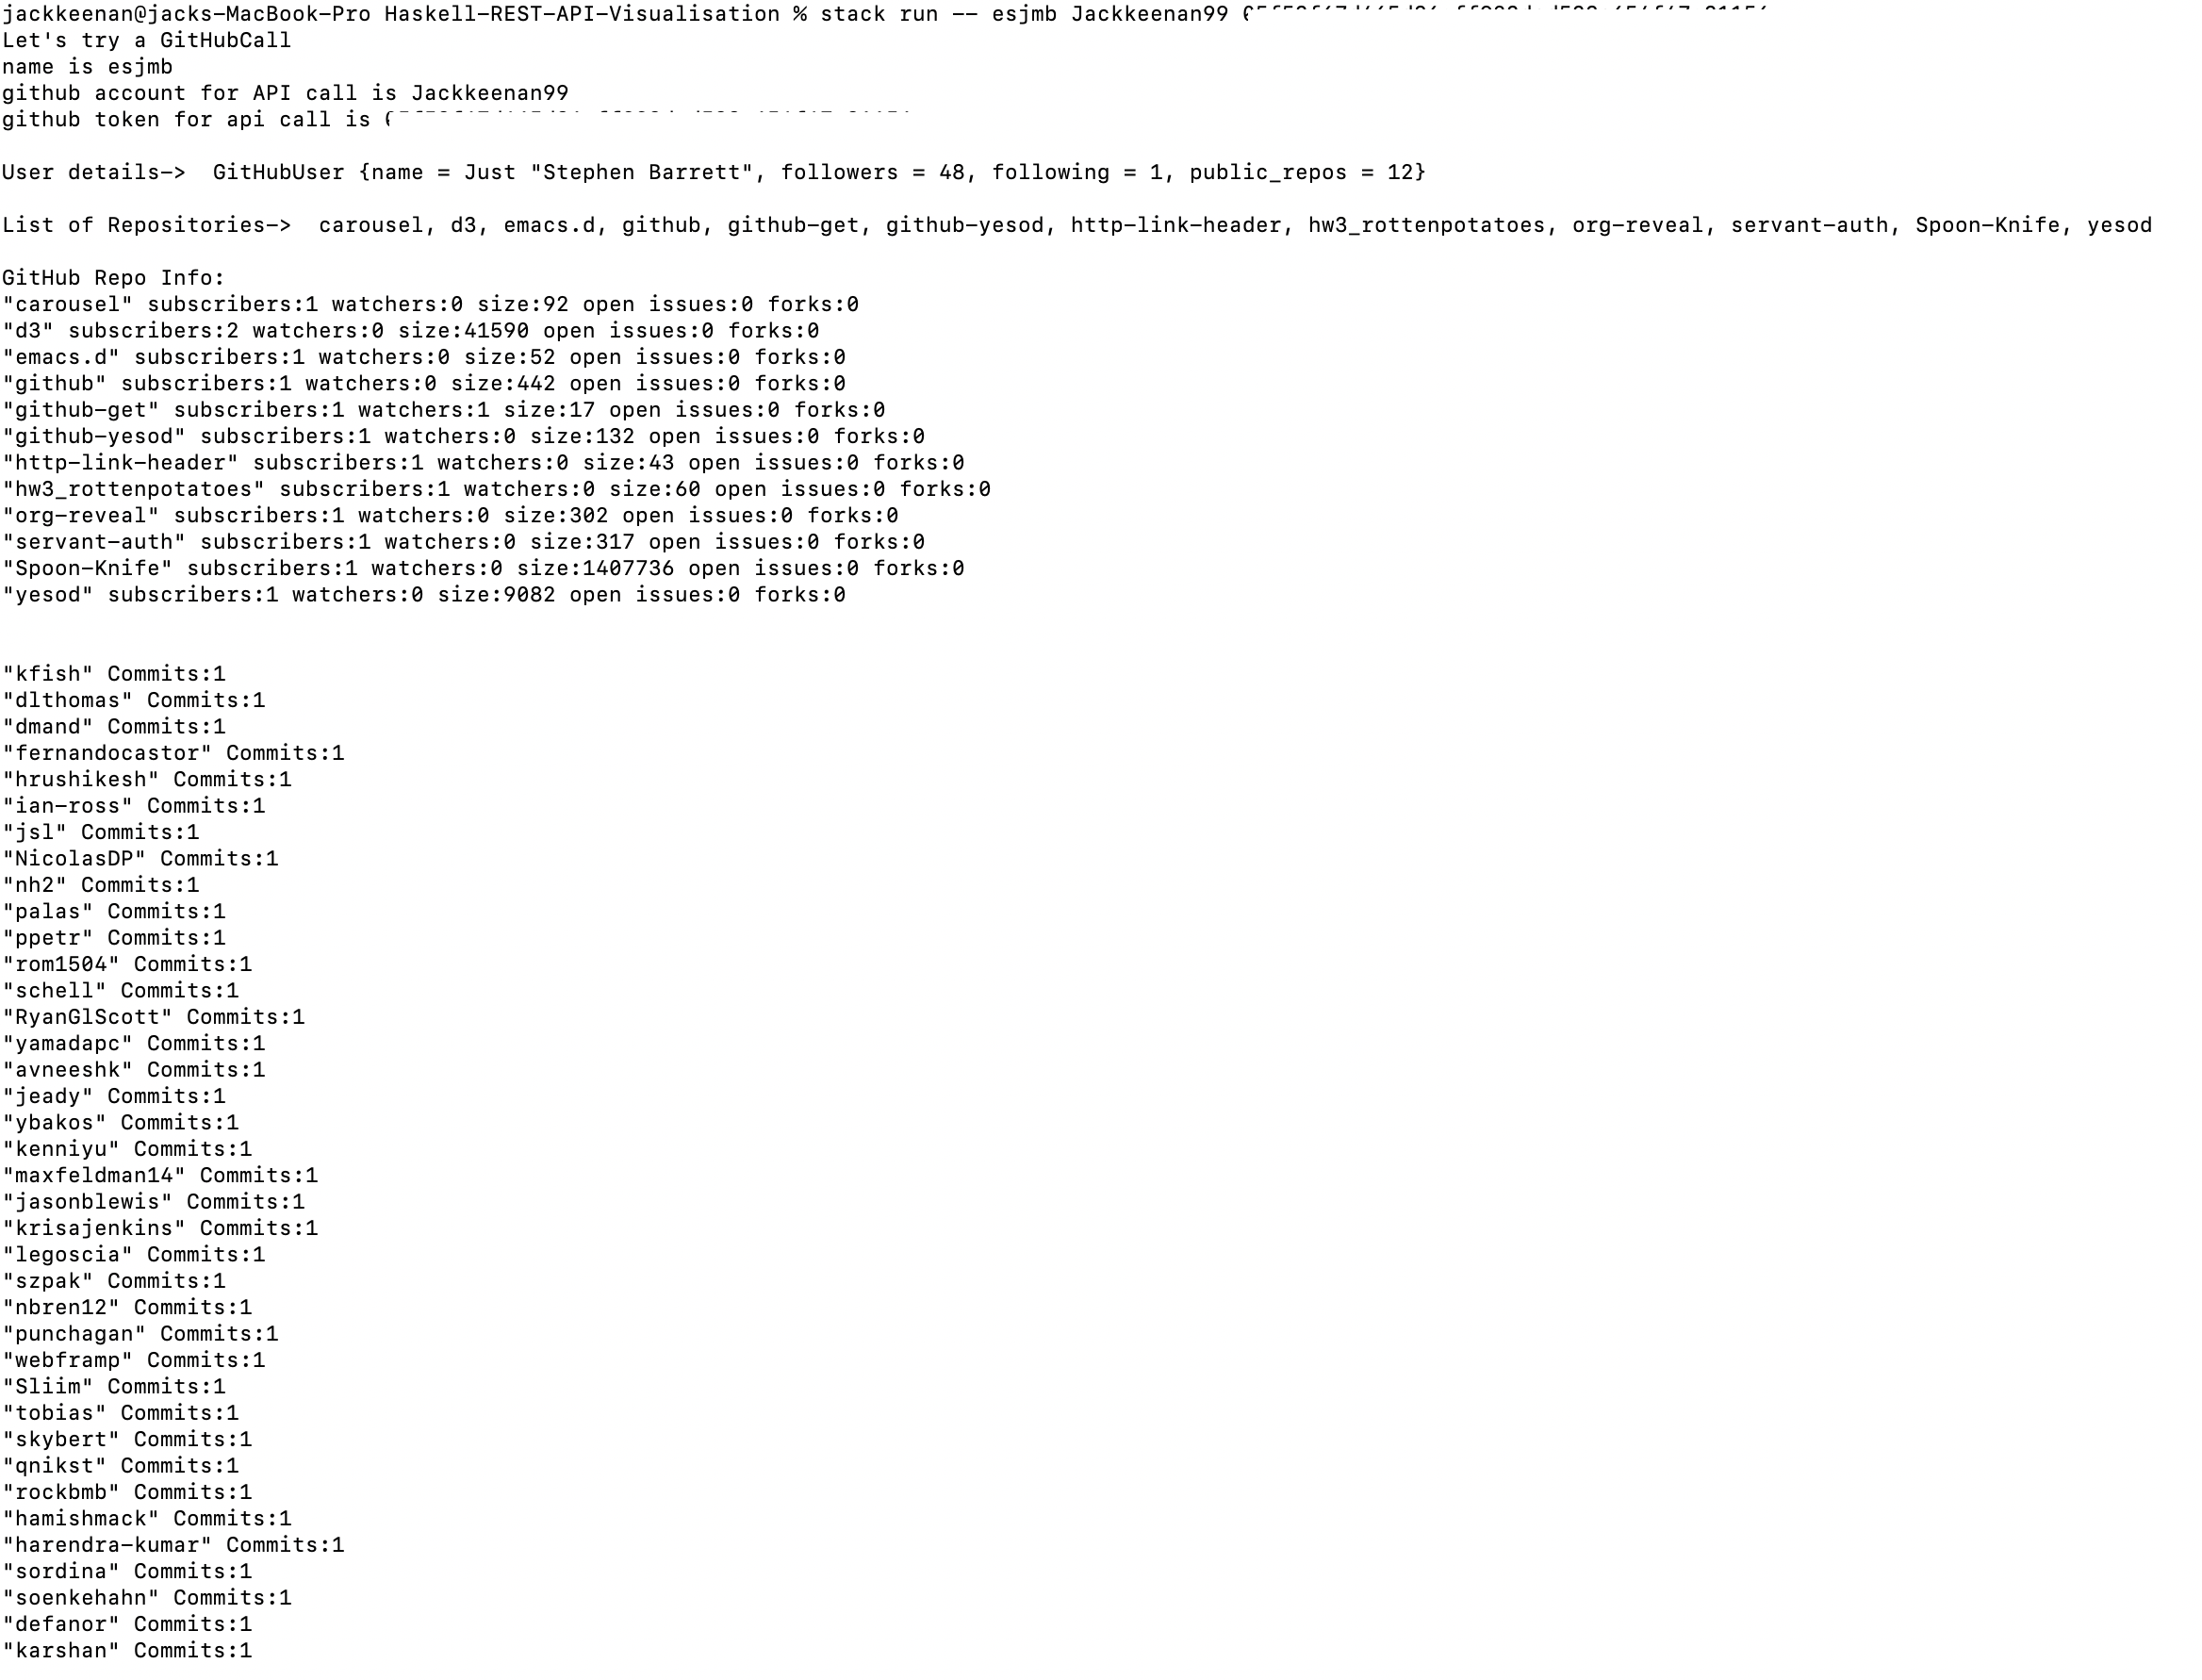 jackkeenan@jacks-MacBook-Pro Haskell-REST-API-Visualisation % stack run -- esjmb Jackkeenan99
Let's try a GitHubCall
name is esjmb
github account for API call is Jackkeenan99
github token for api call is

User details->  GitHubUser {name = Just "Stephen Barrett", followers = 48, following = 1, public_repos = 12}

List of Repositories->  carousel, d3, emacs.d, github, github-get, github-yesod, http-link-header, hw3_rottenpotatoes, org-reveal, servant-auth, Spoon-Knife, yesod

GitHub Repo Info:
"carousel" subscribers:1 watchers:0 size:92 open issues:0 forks:0
"d3" subscribers:2 watchers:0 size:41590 open issues:0 forks:0
"emacs.d" subscribers:1 watchers:0 size:52 open issues:0 forks:0
"github" subscribers:1 watchers:0 size:442 open issues:0 forks:0
"github-get" subscribers:1 watchers:1 size:17 open issues:0 forks:0
"github-yesod" subscribers:1 watchers:0 size:132 open issues:0 forks:0
"http-link-header" subscribers:1 watchers:0 size:43 open issues:0 forks:0
"hw3_rottenpotatoes" subscribers:1 watchers:0 size:60 open issues:0 forks:0
"org-reveal" subscribers:1 watchers:0 size:302 open issues:0 forks:0
"servant-auth" subscribers:1 watchers:0 size:317 open issues:0 forks:0
"Spoon-Knife" subscribers:1 watchers:0 size:1407736 open issues:0 forks:0
"yesod" subscribers:1 watchers:0 size:9082 open issues:0 forks:0

"kfish" Commits:1
"dlthomas" Commits:1
"dmand" Commits:1
"fernandocastor" Commits:1
"hrushikesh" Commits:1
"ian-ross" Commits:1
"jsl" Commits:1
"NicolasDP" Commits:1
"nh2" Commits:1
"palas" Commits:1
"ppetr" Commits:1
"rom1504" Commits:1
"schell" Commits:1
"RyanGlScott" Commits:1
"yamadapc" Commits:1
"avneeshk" Commits:1
"jeady" Commits:1
"ybakos" Commits:1
"kenniyu" Commits:1
"maxfeldman14" Commits:1
"jasonblewis" Commits:1
"krisajenkins" Commits:1
"legoscia" Commits:1
"szpak" Commits:1
"nbren12" Commits:1
"punchagan" Commits:1
"webframp" Commits:1
"Sliim" Commits:1
"tobias" Commits:1
"skybert" Commits:1
"qnikst" Commits:1
"rockbmb" Commits:1
"hamishmack" Commits:1
"harendra-kumar" Commits:1
"sordina" Commits:1
"soenkehahn" Commits:1
"defanor" Commits:1
"karshan" Commits:1